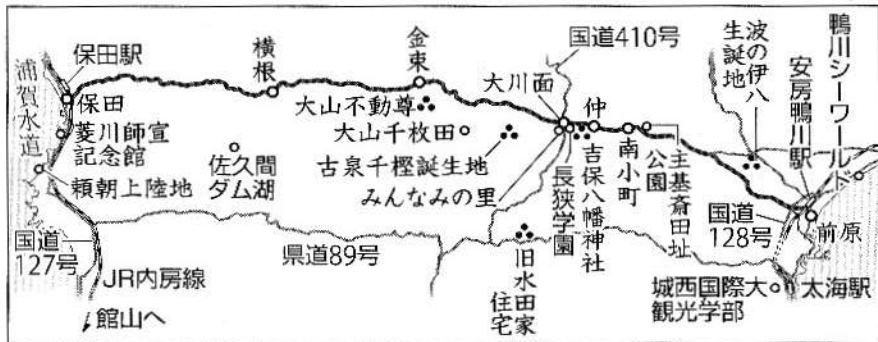 浦賀水道
保田駅
保田
菱川師宣
記念館
頼朝上陸地
国道
127号
JR内房線
館山へ
横根
佐久間
ダム湖
県道89号
金束
大山不動尊
大山千枚田
古泉千樫誕生地
みんなみの里
大川面
国道410号
長狭学園
仲
吉保八幡神社
旧水田家
住宅
南小町
主基斎田址
公園
波の伊八
生誕地
鴨川シーワールド
安房鴨川駅
国道
128号
前原
太海駅
城西国際大
観光学部